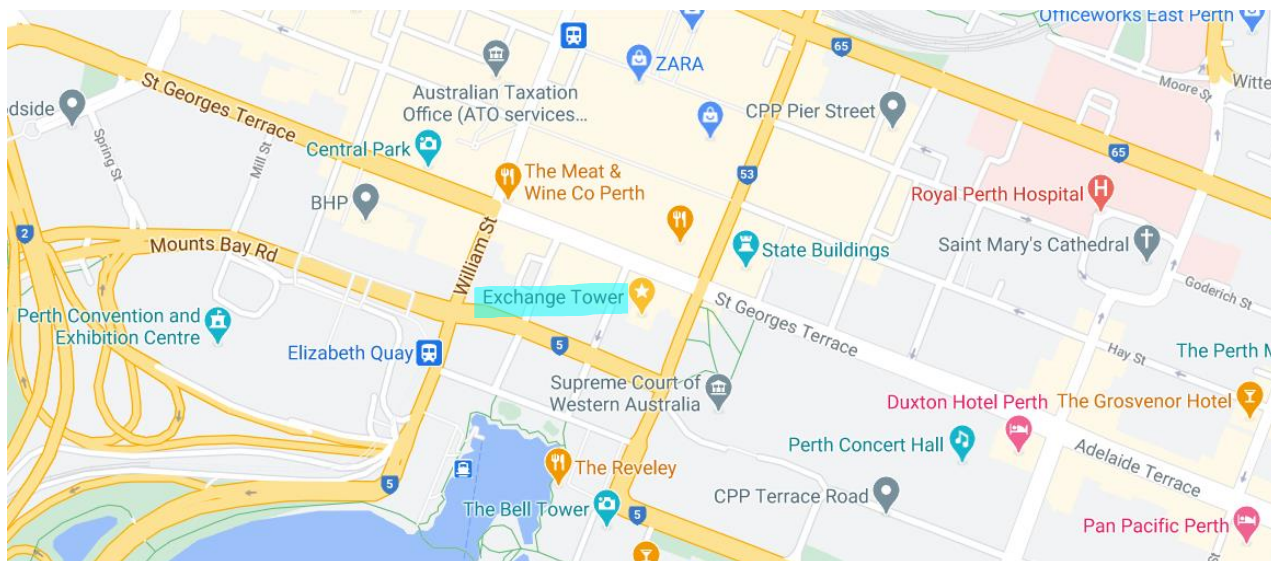 Officeworks East Perth
65
ZARA
Moore St
Witte
dside
St Georges Terrace
Australian Taxation
Office (ATO services...
CPP Pier Street
Spring St
Mill St
Central Park
65
The Meat &
Wine Co Perth
53
Royal Perth Hospital
H
BHP
2
Mounts Bay Rd
William St
State Buildings
Saint Mary's Cathedral
Goderich St
Exchange Tower
St Georges Terrace
Perth Convention and
Exhibition Centre
Elizabeth Quay
5
Hay St
The Perth M
Supreme Court of
Western Australia
Duxton Hotel Perth
The Grosvenor Hotel
Perth Concert Hall
Adelaide Terrace
The Reveley
5
CPP Terrace Road
The Bell Tower
5
Pan Pacific Perth